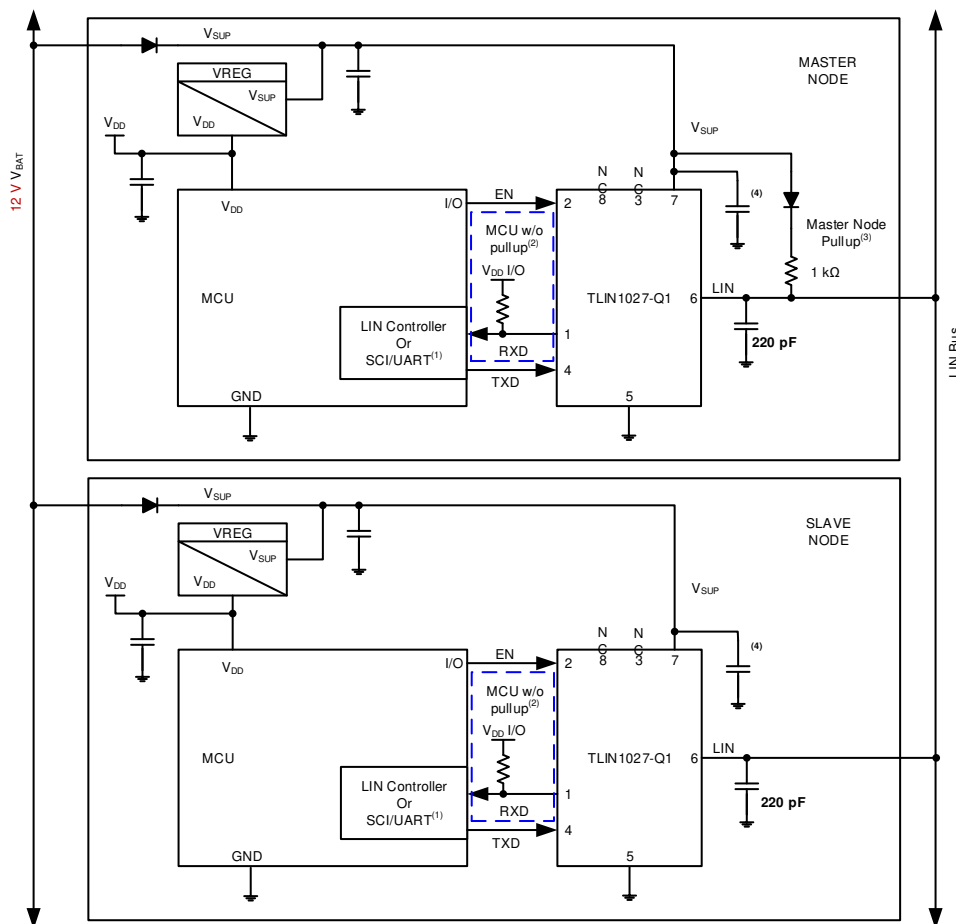 12 V VBAT
LIN Bus
MASTER
NODE
VSUP
VREG
VSUP
VDD
VDD
VSUP
VDD
I/O
EN
2
N
C
8
N
C
3
7
(4)
Master Node
Pullup(3)
1 kΩ
MCU w/o
pullup(2)
VDD I/O
MCU
TLIN1027-Q1
6
LIN
LIN Controller
Or
SCI/UART(1)
1
RXD
4
TXD
220 pF
GND
5
SLAVE
NODE
VSUP
VREG
VSUP
VDD
VDD
VSUP
VDD
I/O
EN
2
N
C
8
N
C
3
7
(4)
MCU w/o
pullup(2)
VDD I/O
MCU
TLIN1027-Q1
6
LIN
LIN Controller
Or
SCI/UART(1)
1
RXD
4
TXD
220 pF
GND
5